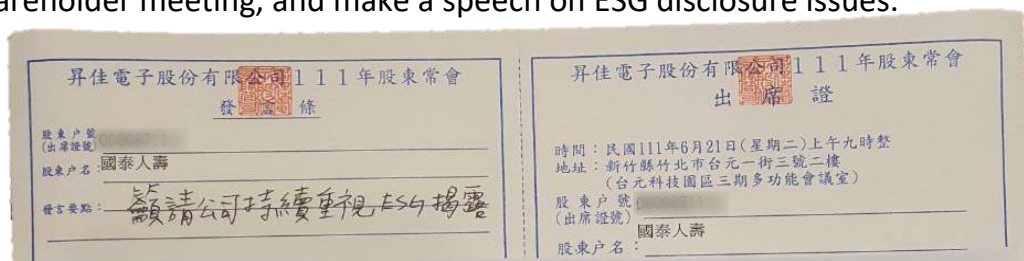 areholder meeting, and make a speech on ESG disclosure issues.
昇佳電子股份有限公司111年股東常會
發言條
股東户號
(出席證號)
股東户名：國泰人壽
發言要點：籲請公司持續重視ESG揭露
昇佳電子股份有限公司111年股東常會
出席證
時間：民國111年6月21日(星期二)上午九時整
地址：新竹縣竹北市台元一街三號二樓
(台元科技園區三期多功能會議室)
股東户號
(出席證號)
國泰人壽
股東户名：